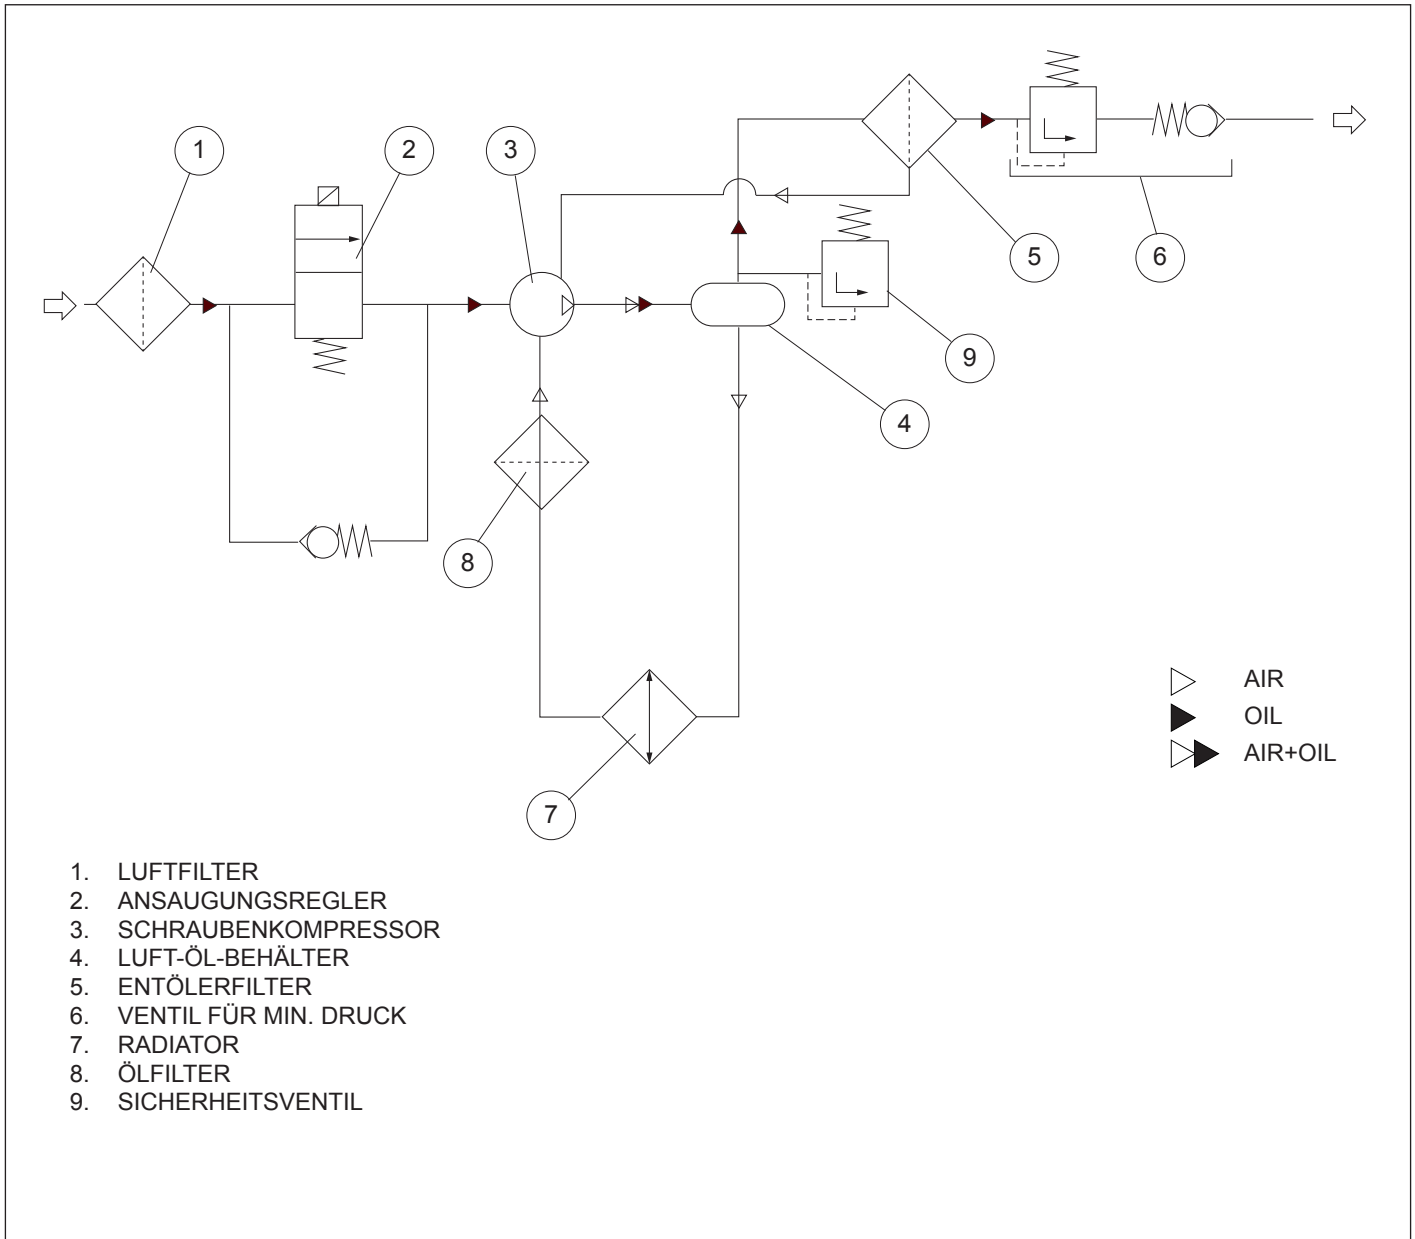 1
2
3
5
6
9
4
8
7
AIR
OIL
AIR+OIL
1. LUFTFILTER
2. ANSAUGUNGSREGLER
3. SCHRAUBENKOMPRESSOR
4. LUFT-ÖL-BEHÄLTER
5. ENTÖLERFILTER
6. VENTIL FÜR MIN. DRUCK
7. RADIATOR
8. ÖLFILTER
9. SICHERHEITSVENTIL